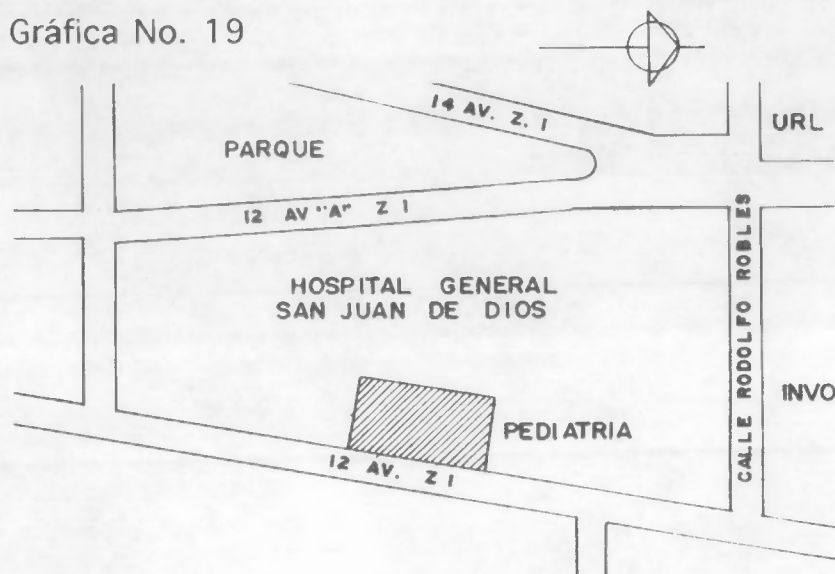 Gráfica No. 19
14 AV. Z. 1
URL
PARQUE
12 AV "A" Z 1
HOSPITAL GENERAL
SAN JUAN DE DIOS
CALLE RODOLFO ROBLES
INVO
PEDIATRIA
12 AV. Z 1